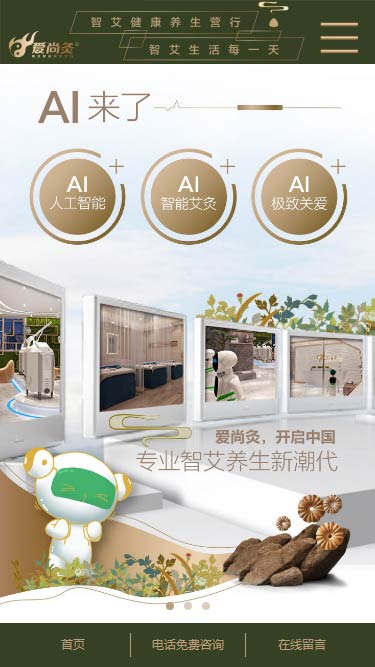 智艾健康养生营行
智艾生活每一天
爱尚灸
AI来了
AI
人工智能
AI
智能艾灸
AI
极致关爱
爱尚灸，开启中国
专业智艾养生新潮代
首页
电话免费咨询
在线留言